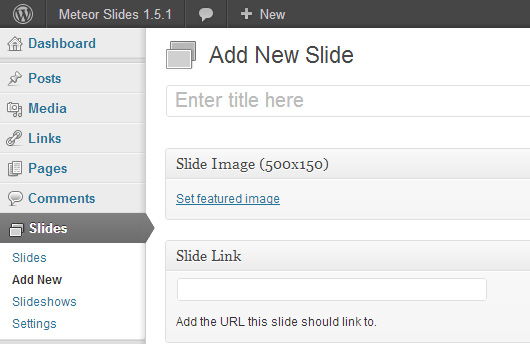 Meteor Slides 1.5.1
+ New
Dashboard
Posts
Media
Links
Pages
Comments
Slides
Slides
Add New
Slideshows
Settings
Add New Slide
Enter title here
Slide Image (500x150)
Set featured image
Slide Link
Add the URL this slide should link to.